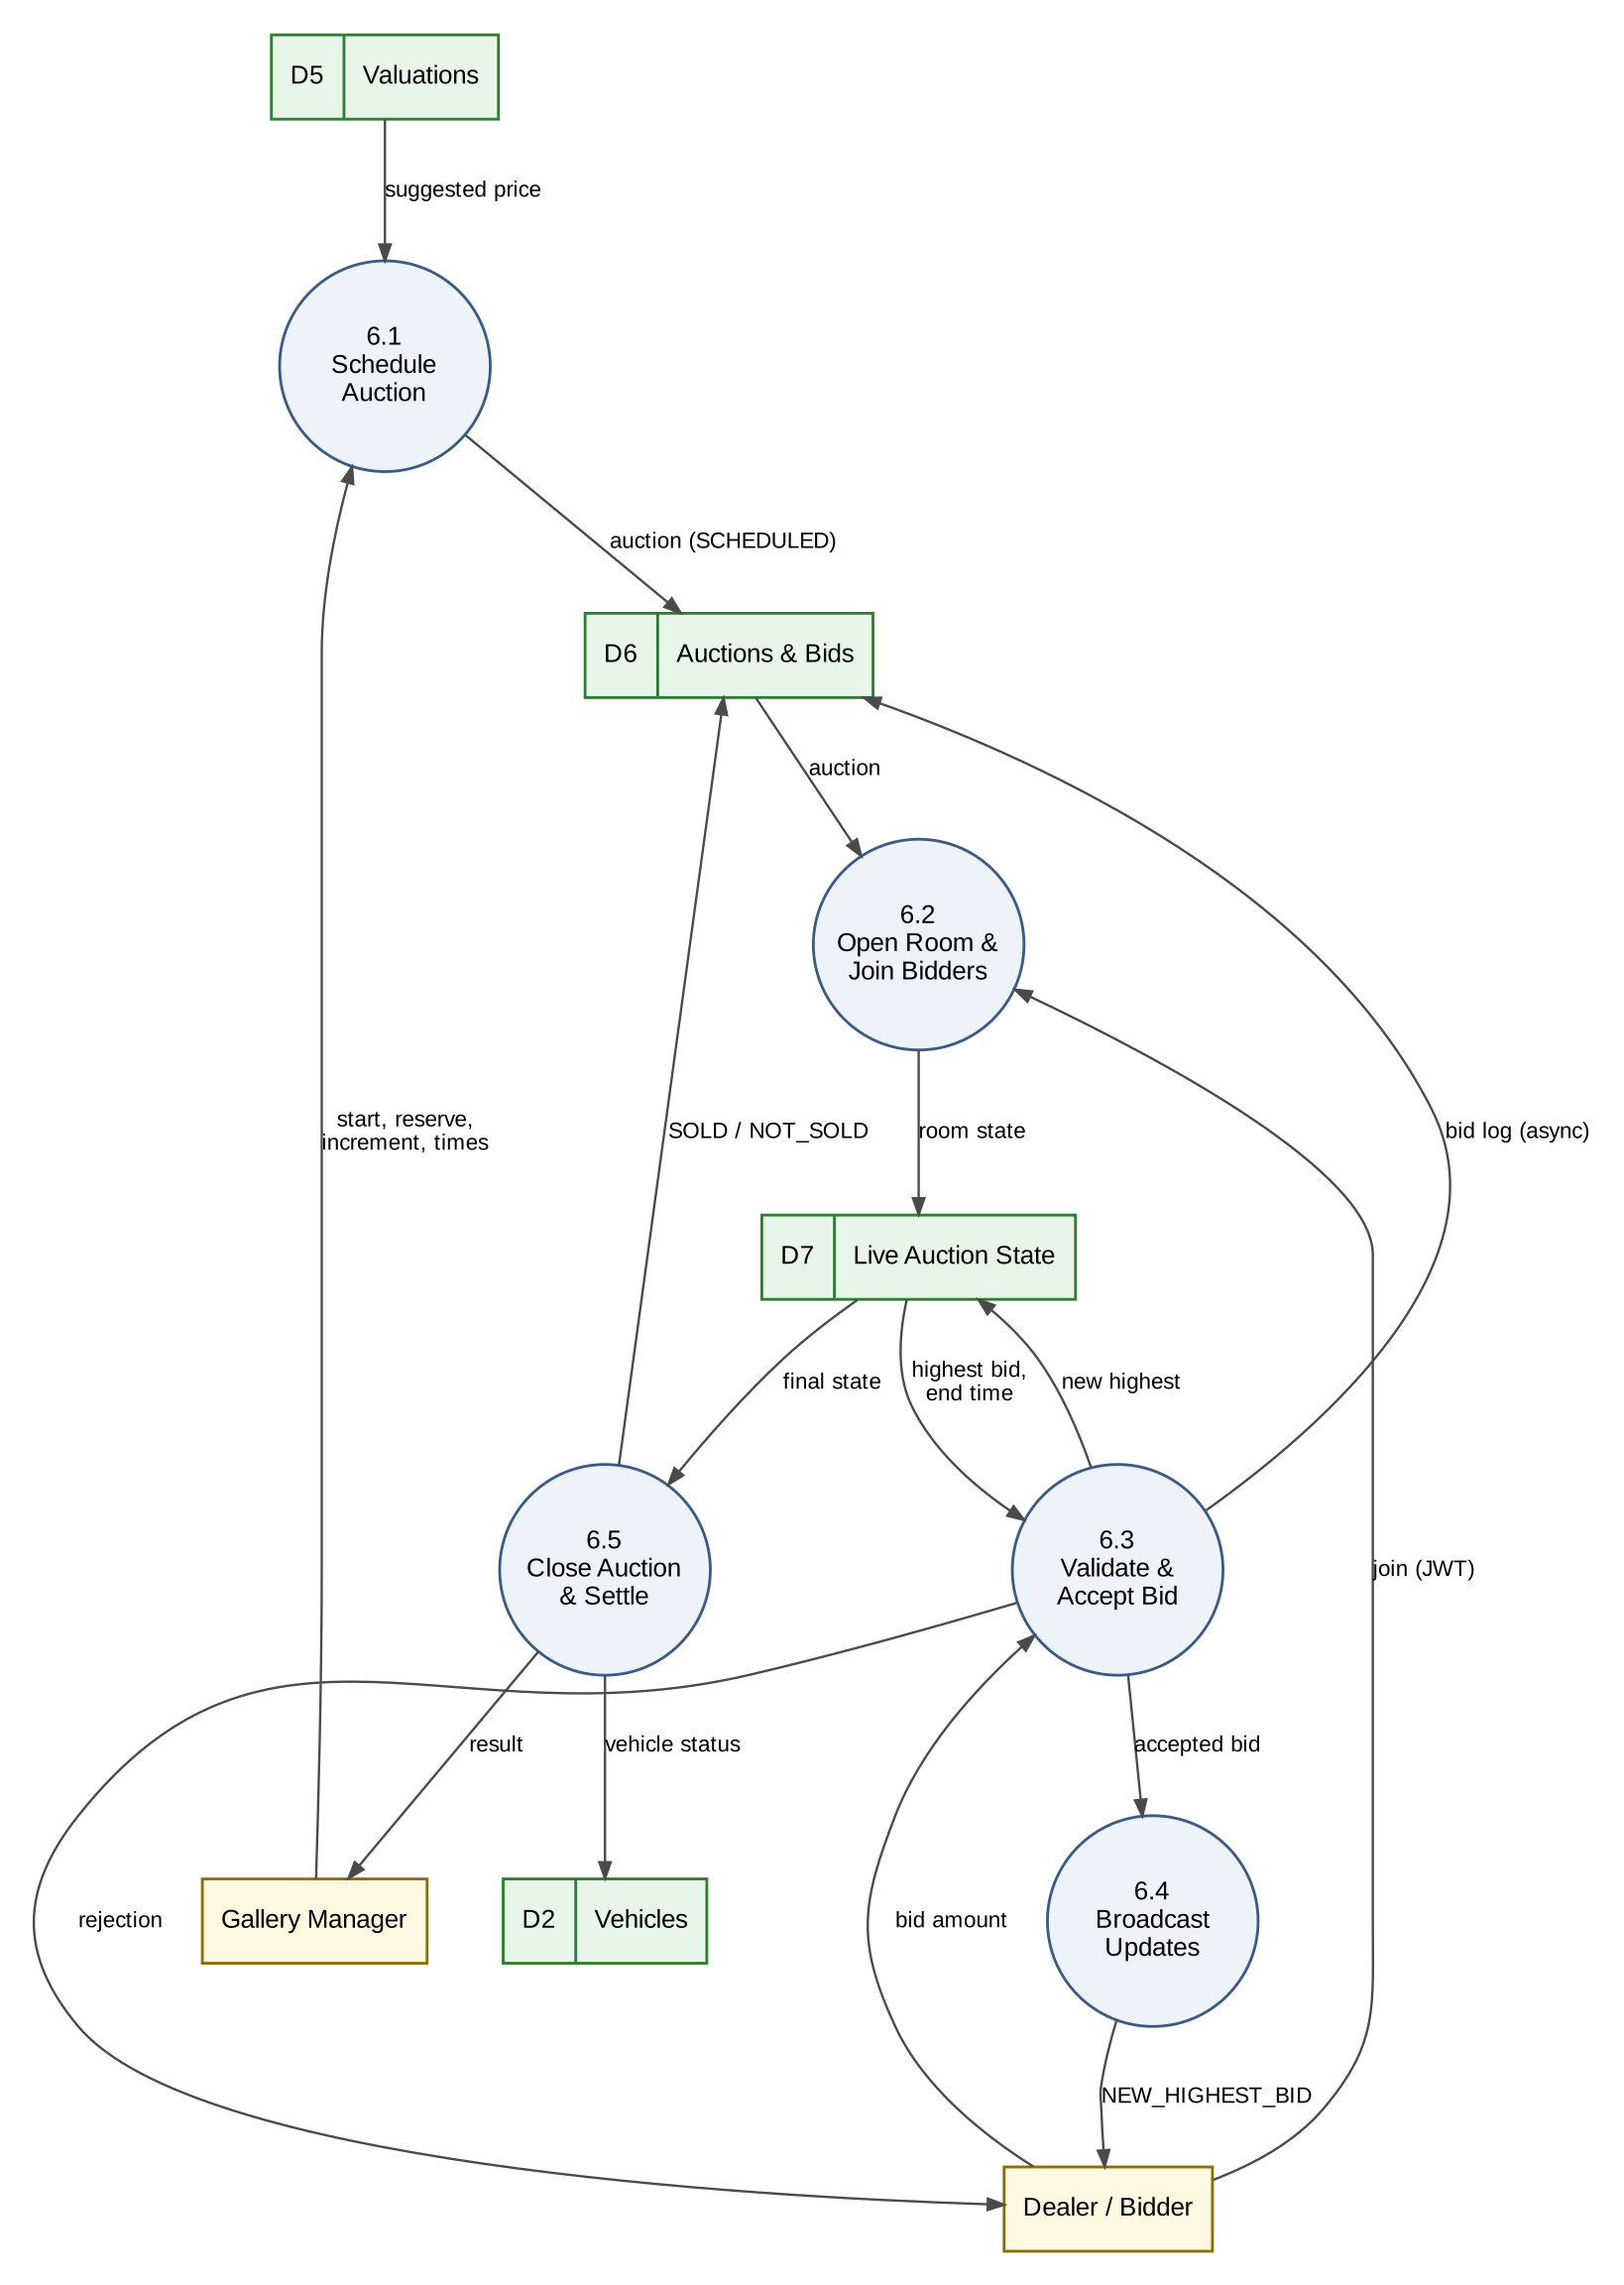 D5
Valuations
suggested price
6.1
Schedule
Auction
auction (SCHEDULED)
D6
Auctions & Bids
auction
6.2
Open Room &
Join Bidders
start, reserve,
increment, times
SOLD / NOT_SOLD
room state
bid log (async)
D7
Live Auction State
final state
highest bid,
end time
new highest
6.5
Close Auction
& Settle
6.3
Validate &
Accept Bid
join (JWT)
result
vehicle status
accepted bid
rejection
Gallery Manager
D2
Vehicles
bid amount
6.4
Broadcast
Updates
NEW_HIGHEST_BID
Dealer / Bidder